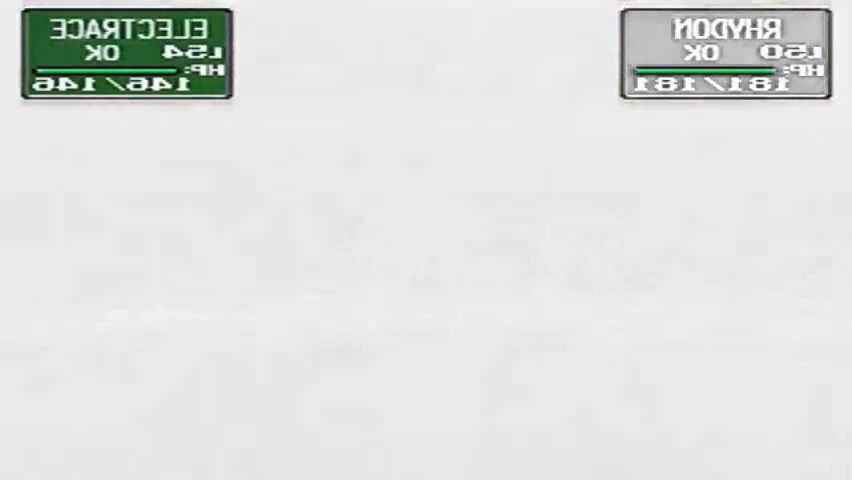 ELECTRACE
L54 OK
HP:
146/146
RHYDON
L50 OK
HP:
181/181